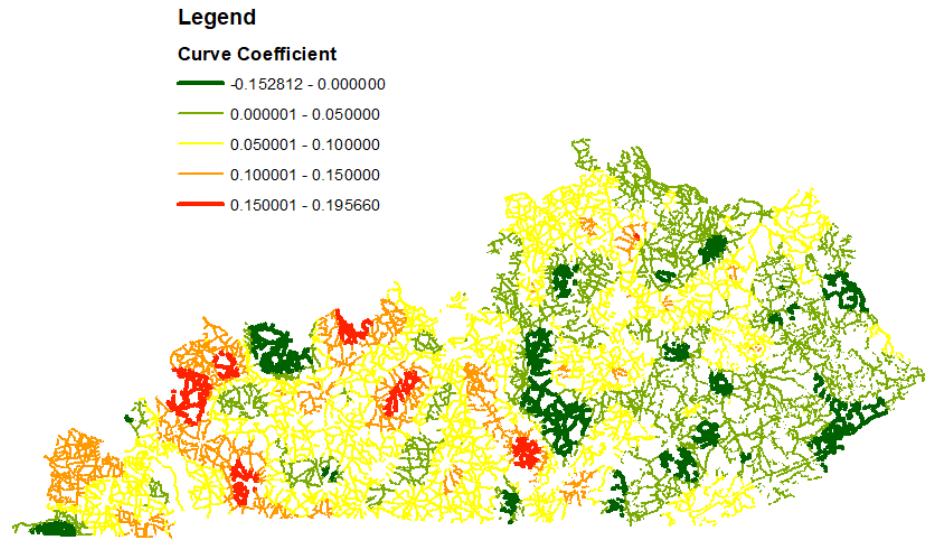 Legend
Curve Coefficient
-0.152812 - 0.000000
0.000001 - 0.050000
0.050001 - 0.100000
0.100001 - 0.150000
0.150001 - 0.195660